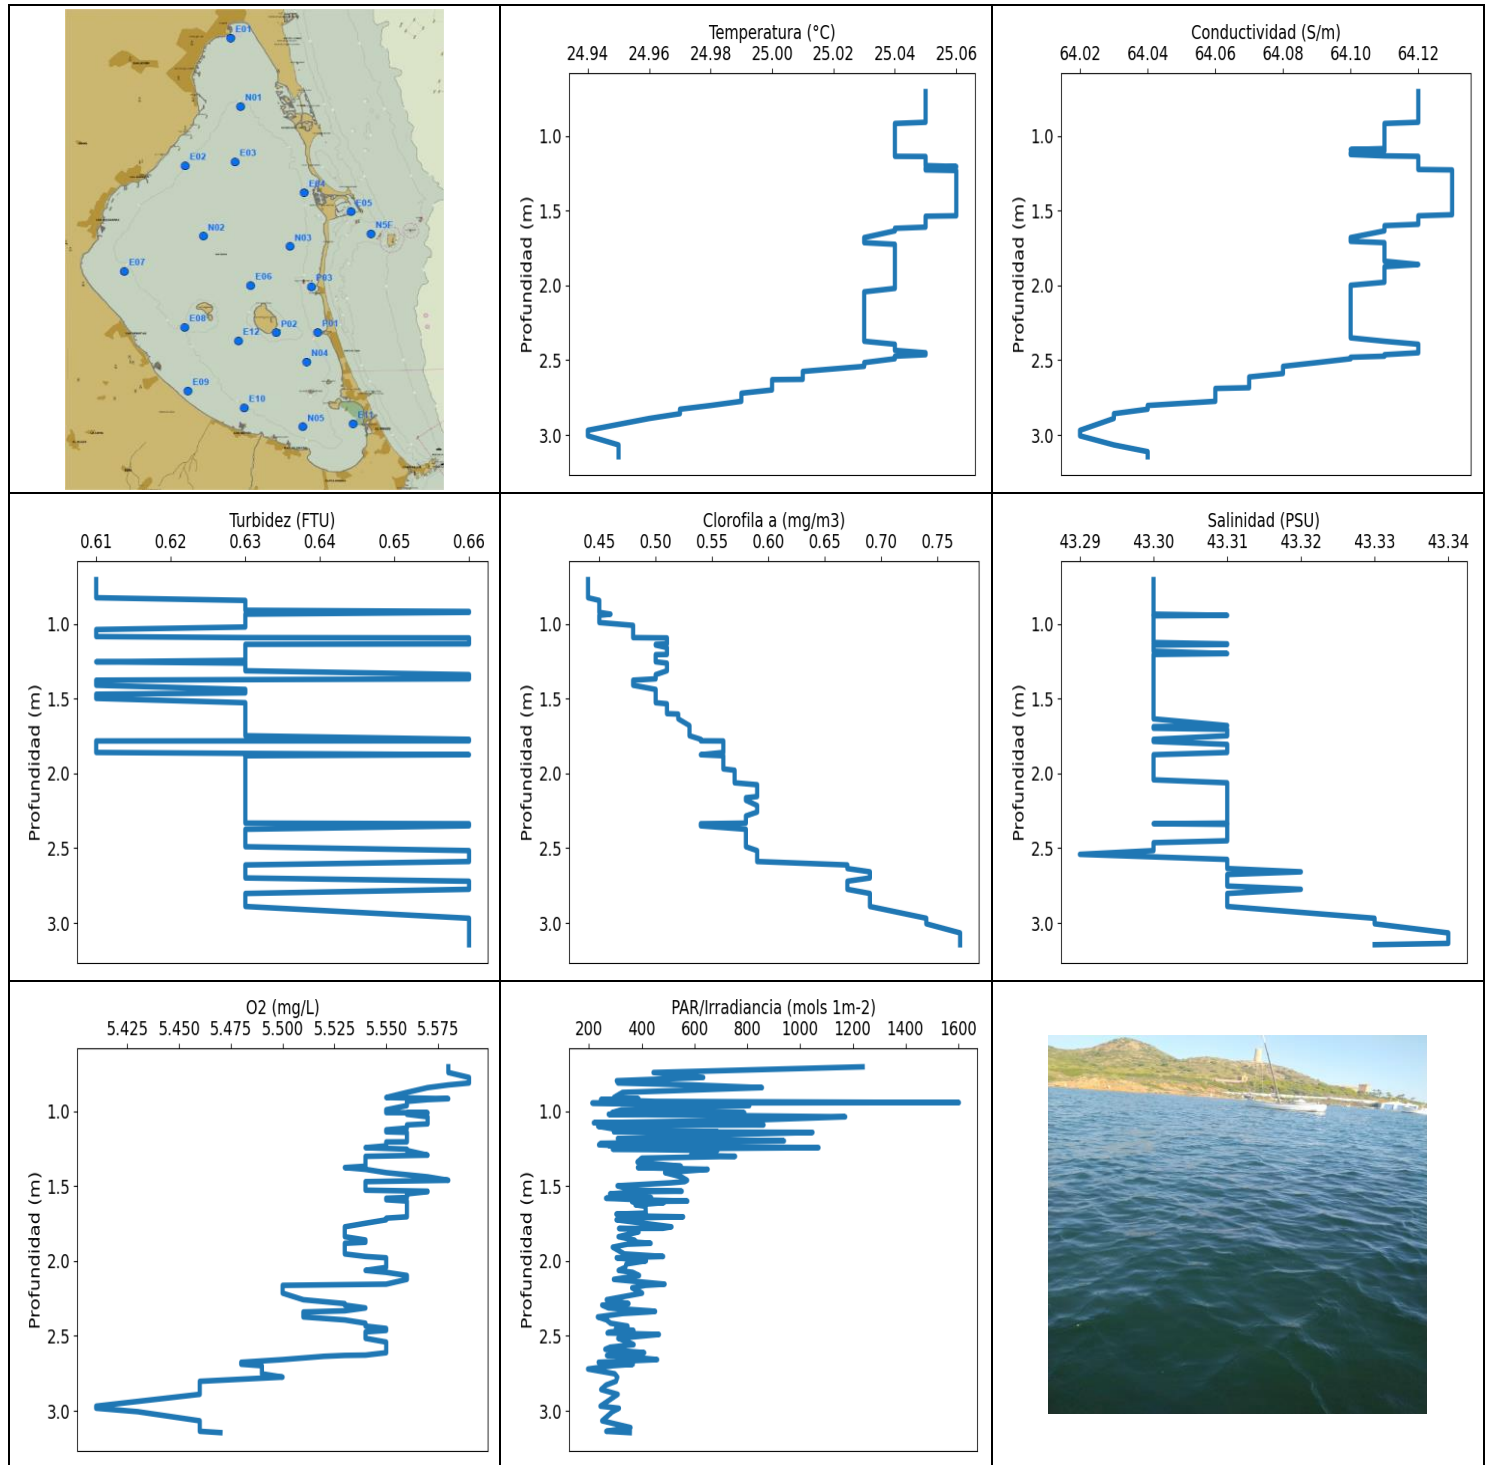 E01
N01
E02
E03
E04
E05
N5F
N02
N03
E07
E06
P03
E08
P02
P01
E12
N04
E09
E10
N05
E11
Temperatura (°C)
24.94 24.96 24.98 25.00 25.02 25.04 25.06
Profundidad (m)
1.0
1.5
2.0
2.5
3.0
Conductividad (S/m)
64.02 64.04 64.06 64.08 64.10 64.12
Profundidad (m)
1.0
1.5
2.0
2.5
3.0
Turbidez (FTU)
0.61 0.62 0.63 0.64 0.65 0.66
Profundidad (m)
1.0
1.5
2.0
2.5
3.0
Clorofila a (mg/m3)
0.45 0.50 0.55 0.60 0.65 0.70 0.75
Profundidad (m)
1.0
1.5
2.0
2.5
3.0
Salinidad (PSU)
43.29 43.30 43.31 43.32 43.33 43.34
Profundidad (m)
1.0
1.5
2.0
2.5
3.0
O2 (mg/L)
5.425 5.450 5.475 5.500 5.525 5.550 5.575
Profundidad (m)
1.0
1.5
2.0
2.5
3.0
PAR/Irradiancia (mols 1m-2)
200 400 600 800 1000 1200 1400 1600
Profundidad (m)
1.0
1.5
2.0
2.5
3.0